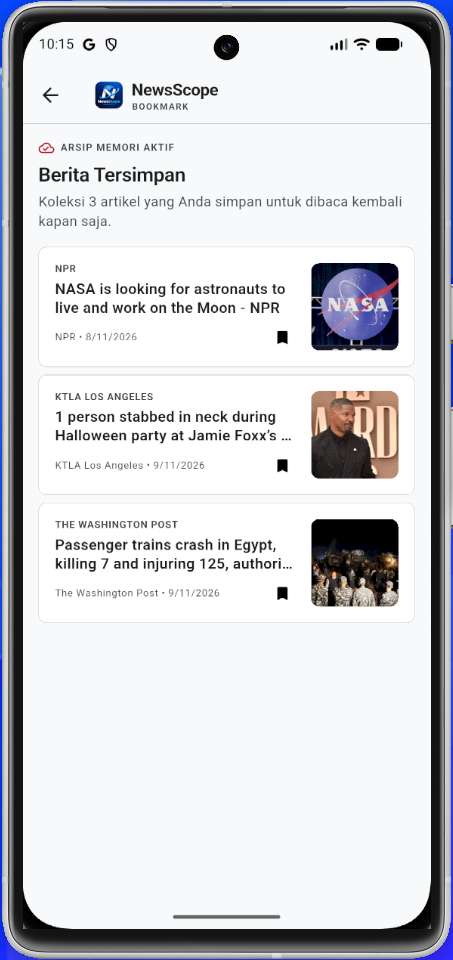 10:15
NewsScope
BOOKMARK
ARSIP MEMORI AKTIF
Berita Tersimpan
Koleksi 3 artikel yang Anda simpan untuk dibaca kembali
kapan saja.
NPR
NASA is looking for astronauts to
live and work on the Moon - NPR
NPR • 8/11/2026
NASA
KTLA LOS ANGELES
1 person stabbed in neck during
Halloween party at Jamie Foxx's …
KTLA Los Angeles • 9/11/2026
THE WASHINGTON POST
Passenger trains crash in Egypt,
killing 7 and injuring 125, authori…
The Washington Post • 9/11/2026